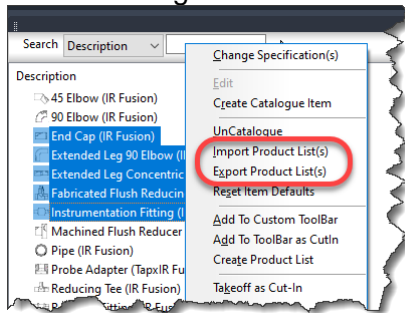 Search Description
Description
45 Elbow (IR Fusion)
90 Elbow (IR Fusion)
End Cap (IR Fusion)
Extended Leg 90 Elbow (I
Extended Leg Concentric
Fabricated Flush Reducin
Instrumentation Fitting (I
Machined Flush Reducer
Pipe (IR Fusion)
Probe Adapter (TapxIR Fu
Reducing Tee (IR Fusion)
Change Specification(s)
Edit
Create Catalogue Item
UnCatalogue
Import Product List(s)
Export Product List(s)
Reset Item Defaults
Add To Custom ToolBar
Add To ToolBar as CutIn
Create Product List
Takeoff as Cut-In